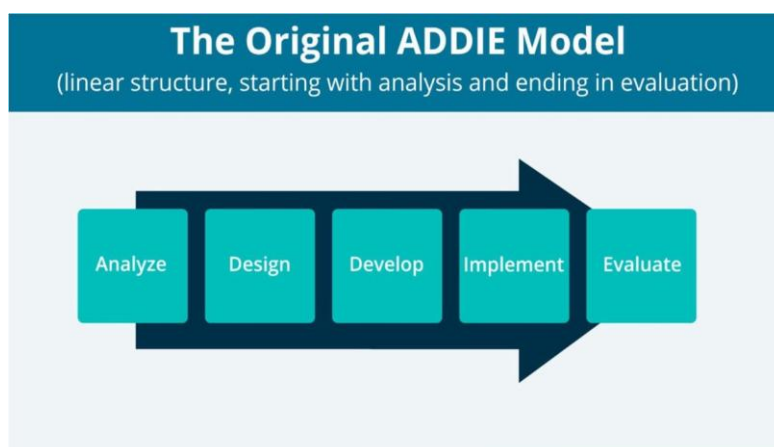 The Original ADDIE Model
(linear structure, starting with analysis and ending in evaluation)
Analyze
Design
Develop
Implement
Evaluate